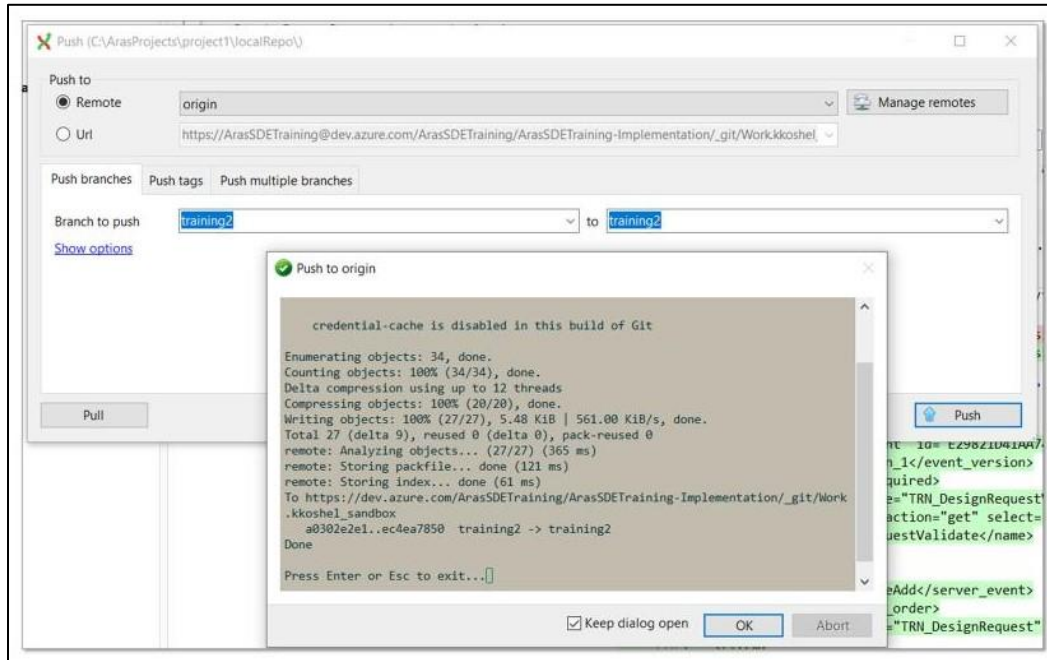 Push (C:\ArasProjects\project1\localRepo\)
Push to
Remote
origin
Manage remotes
Url
https://ArasSDETraining@dev.azure.com/ArasSDETraining/ArasSDETraining-Implementation/_git/Work.kkoshel_
Push branches
Push tags
Push multiple branches
Branch to push
training2
to
training2
Show options
Push to origin
credential-cache is disabled in this build of Git
Enumerating objects: 34, done.
Counting objects: 100% (34/34), done.
Delta compression using up to 12 threads
Compressing objects: 100% (20/20), done.
Writing objects: 100% (27/27), 5.48 KiB | 561.00 KiB/s, done.
Total 27 (delta 9), reused 0 (delta 0), pack-reused 0
remote: Analyzing objects... (27/27) (365 ms)
remote: Storing packfile... done (121 ms)
remote: Storing index... done (61 ms)
To https://dev.azure.com/ArasSDETraining/ArasSDETraining-Implementation/_git/Work
.kkoshel_sandbox
a0302e2e1..ec4ea7850 training2 -> training2
Done
Press Enter or Esc to exit...
Keep dialog open
OK
Abort
Pull
Push
n_1</event_version>
quired>
e="TRN_DesignRequest"
action="get" select=
uestValidate</name>
eAdd</server_event>
_order>
="TRN_DesignRequest"